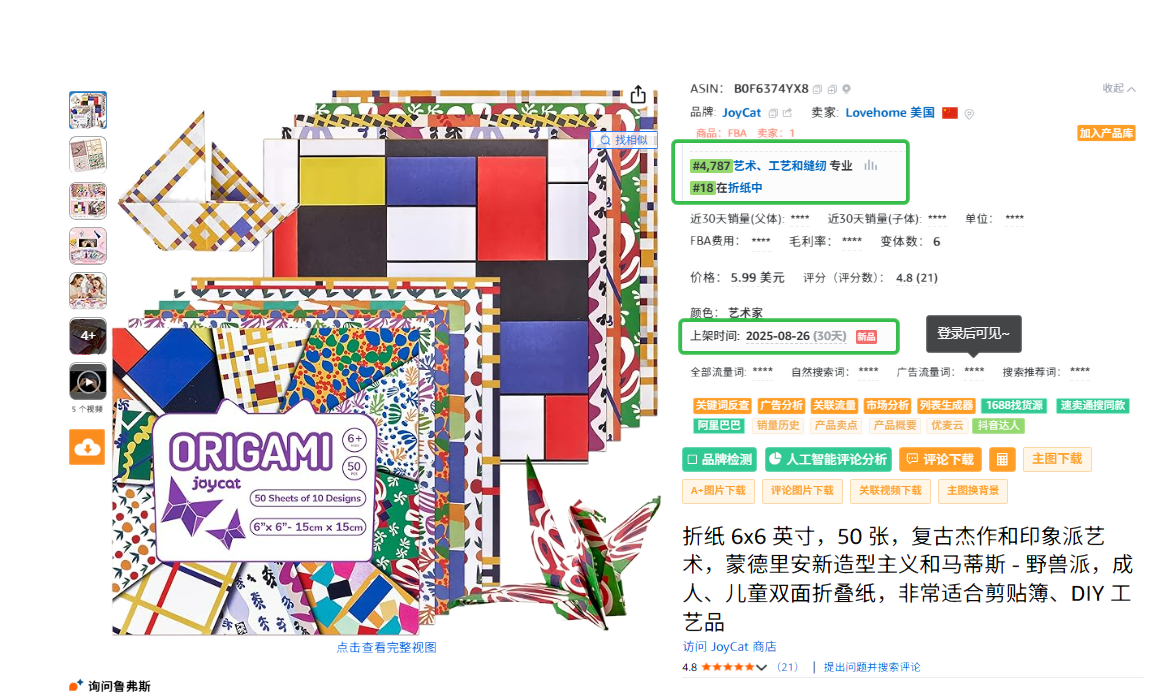 ASIN: B0F6374YX8
收起
品牌: JoyCat 卖家: Lovehome 美国
商品: FBA 卖家: 1
加入产品库
找相似
#4,787艺术、工艺和缝纫 专业
#18在折纸中
近30天销量(父体): **** 近30天销量(子体): **** 单位: ****
FBA费用: **** 毛利率: **** 变体数: 6
价格: 5.99 美元 评分（评分数）: 4.8 (21)
颜色: 艺术家
上架时间: 2025-08-26 (30天) 新品
登录后可见~
全部流量词: **** 自然搜索词: **** 广告流量词: **** 搜索推荐词: ****
4+
5 个视频
关键词反查 广告分析 关联流量 市场分析 列表生成器 1688找货源 速卖通搜同款
阿里巴巴 销量历史 产品卖点 产品概要 优麦云 抖音达人
品牌检测 人工智能评论分析 评论下载 主图下载
A+图片下载 评论图片下载 关联视频下载 主图换背景
ORIGAMI
joycat
6+
50
PCS
50 Sheets of 10 Designs
6”x 6”- 15cm x 15cm
折纸 6x6 英寸，50 张，复古杰作和印象派艺
术，蒙德里安新造型主义和马蒂斯 - 野兽派，成
人、儿童双面折叠纸，非常适合剪贴簿、DIY 工
艺品
访问 JoyCat 商店
4.8 （21） | 提出问题并搜索评论
点击查看完整视图
询问鲁弗斯